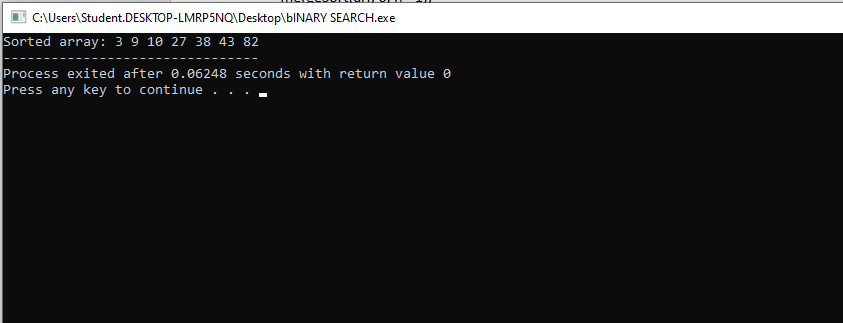 C:\Users\Student.DESKTOP-LMRP5NQ\Desktop\bINARY SEARCH.exe
Sorted array: 3 9 10 27 38 43 82
--------------------------------
Process exited after 0.06248 seconds with return value 0
Press any key to continue . . .